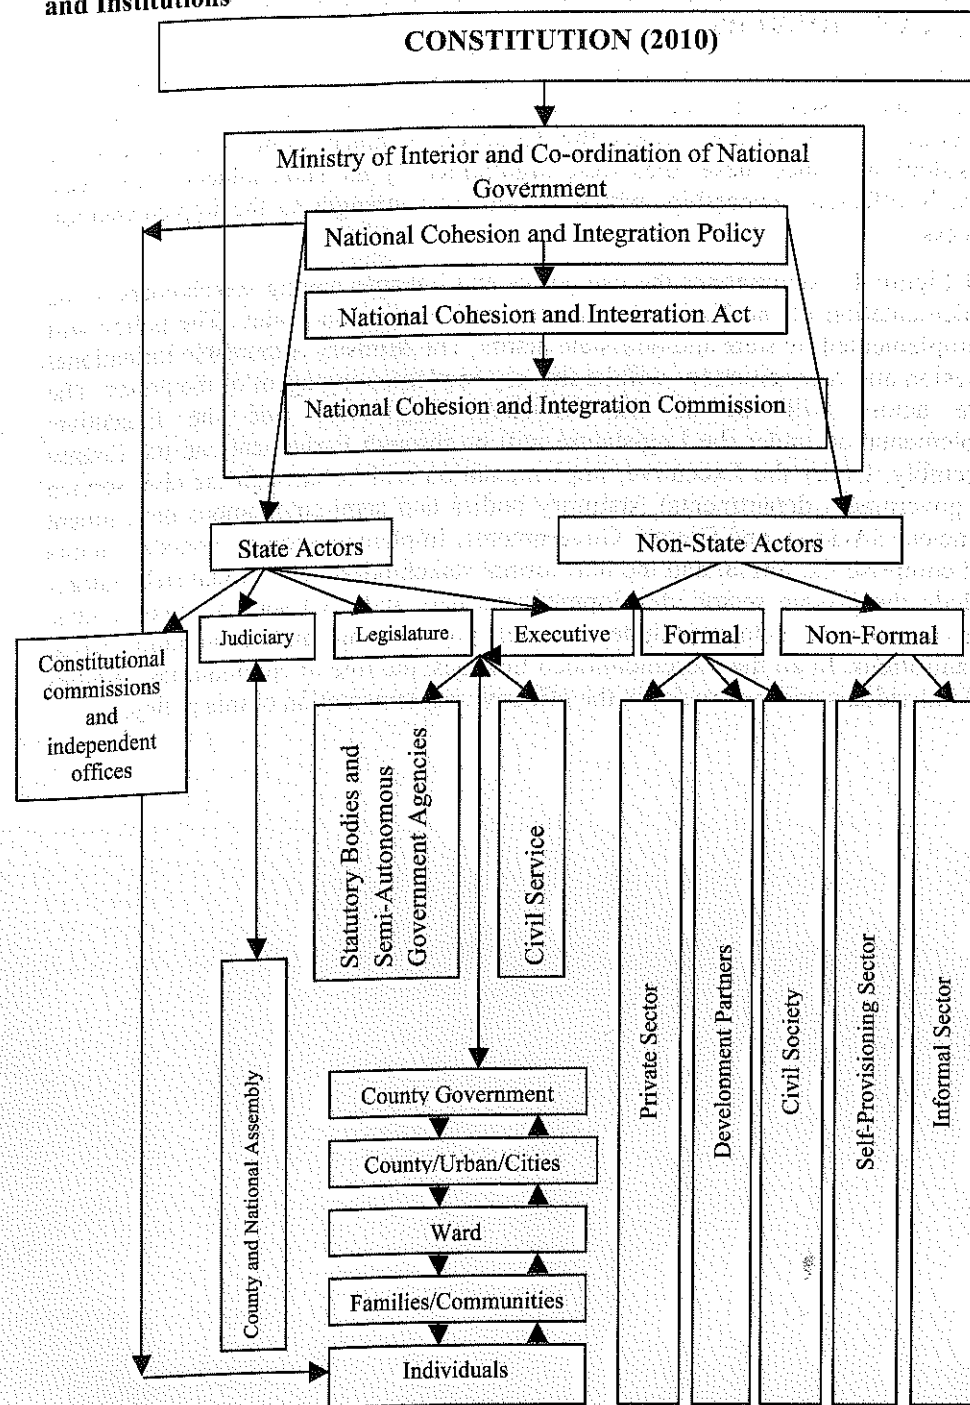 and Institutions
CONSTITUTION (2010)
Ministry of Interior and Co-ordination of National
Government
National Cohesion and Integration Policy
National Cohesion and Integration Act
National Cohesion and Integration Commission
State Actors
Non-State Actors
Constitutional
commissions
and
independent
offices
Judiciary
Legislature
Executive
Formal
Non-Formal
Statutory Bodies and
Semi-Autonomous
Government Agencies
Civil Service
Private Sector
Development Partners
Civil Society
Self-Provisioning Sector
Informal Sector
County and National Assembly
County Government
County/Urban/Cities
Ward
Families/Communities
Individuals